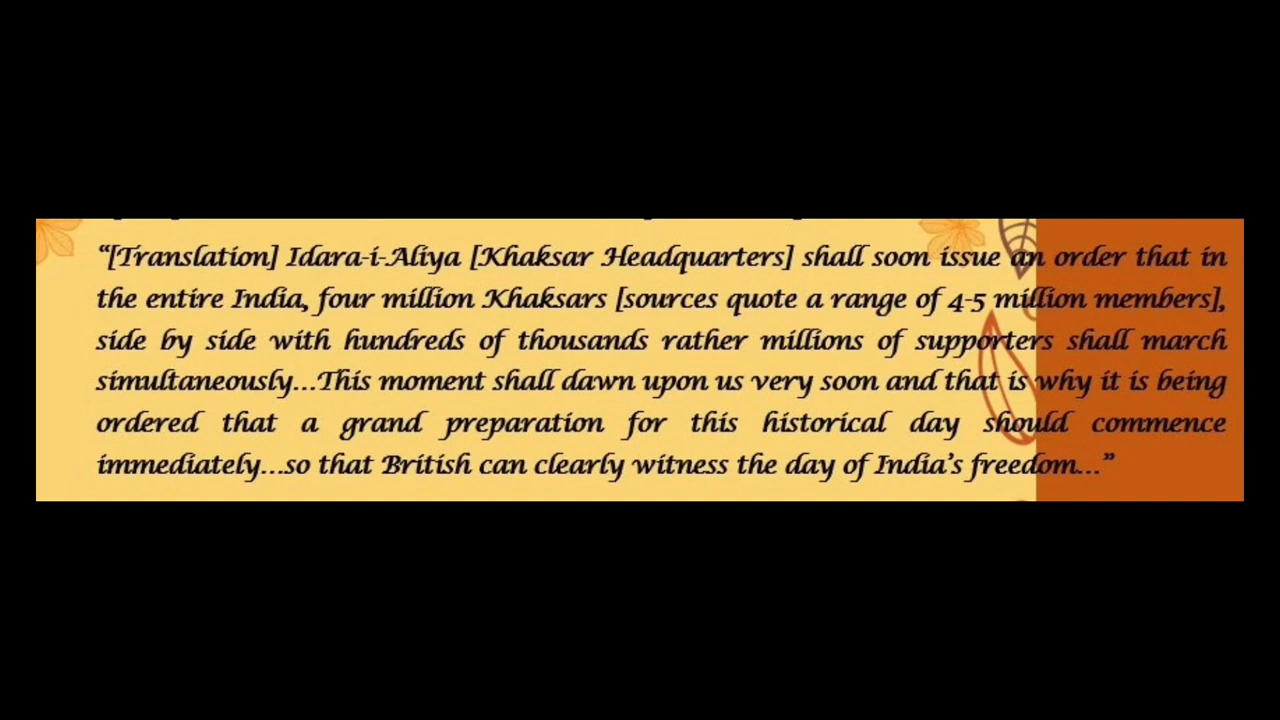 “[Translation] Idara-i-Aliya [Khaksar Headquarters] shall soon issue an order that in
the entire India, four million Khaksars [sources quote a range of 4-5 million members],
side by side with hundreds of thousands rather millions of supporters shall march
simultaneously...This moment shall dawn upon us very soon and that is why it is being
ordered that a grand preparation for this historical day should commence
immediately...so that British can clearly witness the day of India’s freedom...”